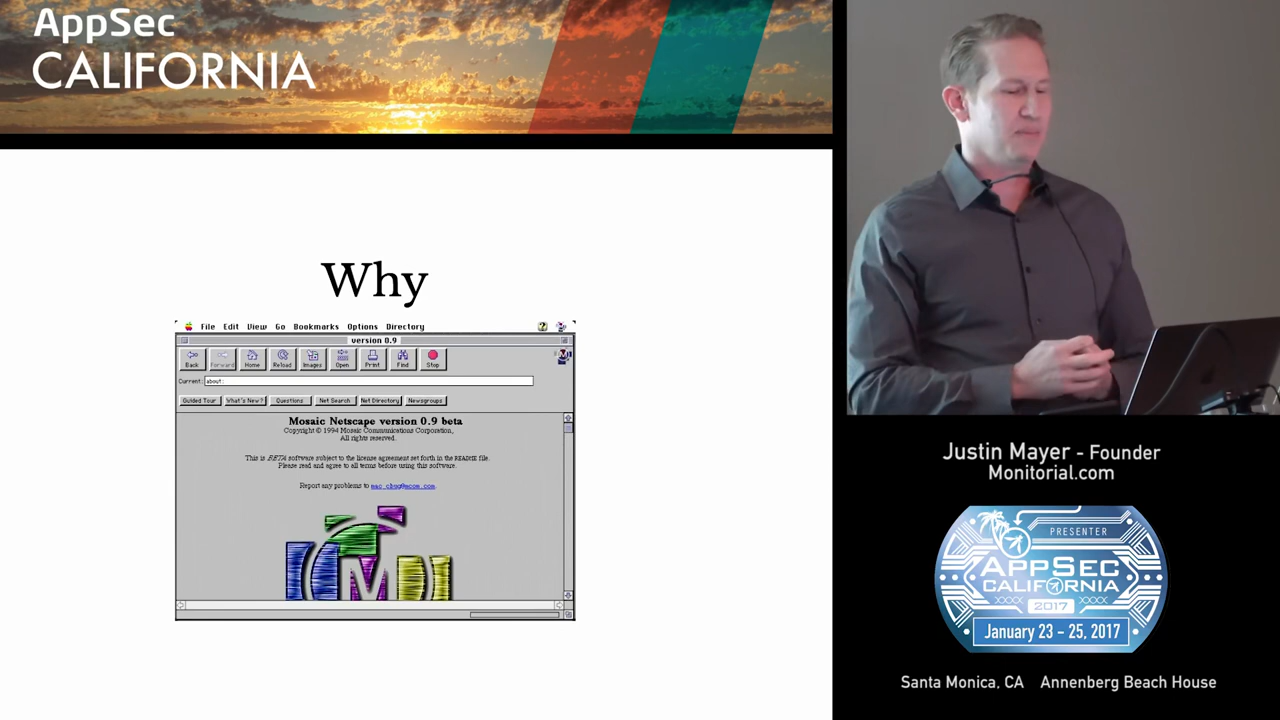 AppSec
CALIFORNIA
Why
File Edit View Go Bookmarks Options Directory
version 0.9
Back Forward Home Reload Images Open Print Find Stop
Current: about:
Guided Tour What's New? Questions Net Search Net Directory Newsgroups
Mosaic Netscape version 0.9 beta
Copyright © 1994 Mosaic Communications Corporation,
All rights reserved.
This is BETA software subject to the license agreement set forth in the README file.
Please read and agree to all terms before using this software.
Report any problems to mac_cbug@mcom.com.
M
Justin Mayer - Founder
Monitorial.com
PRESENTER
APPSEC
CALIFORNIA
2017
January 23 - 25, 2017
Santa Monica, CA Annenberg Beach House